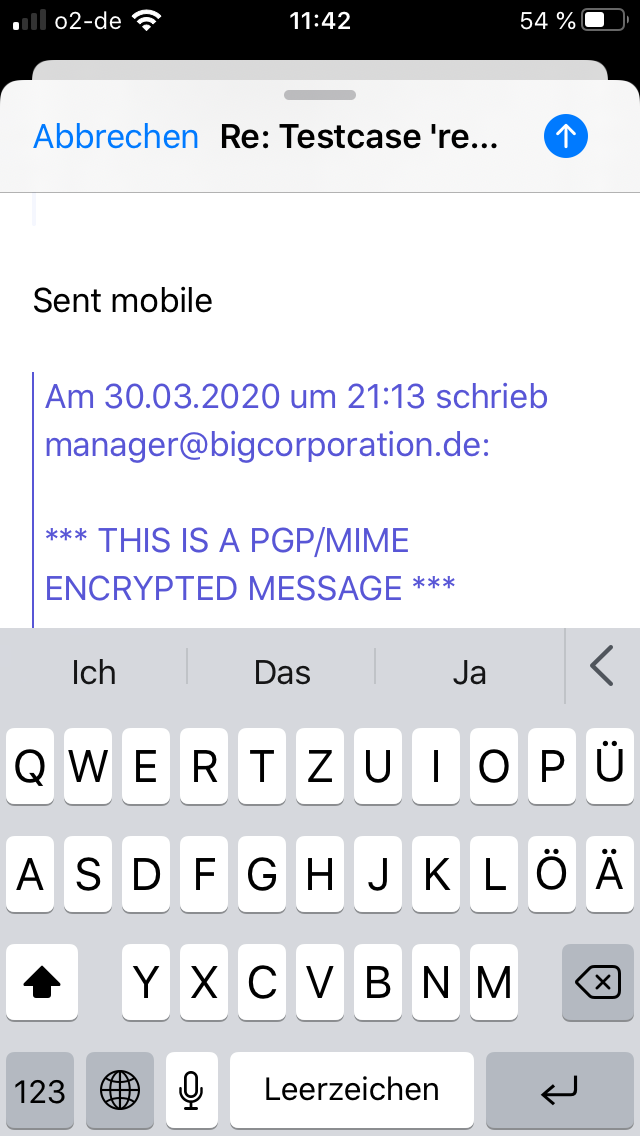 o2-de 11:42 54 %
Abbrechen Re: Testcase 're...
Sent mobile
Am 30.03.2020 um 21:13 schrieb
manager@bigcorporation.de:
*** THIS IS A PGP/MIME
ENCRYPTED MESSAGE ***
Ich Das Ja
Q W E R T Z U I O P Ü
A S D F G H J K L Ö Ä
Y X C V B N M
123 Leerzeichen